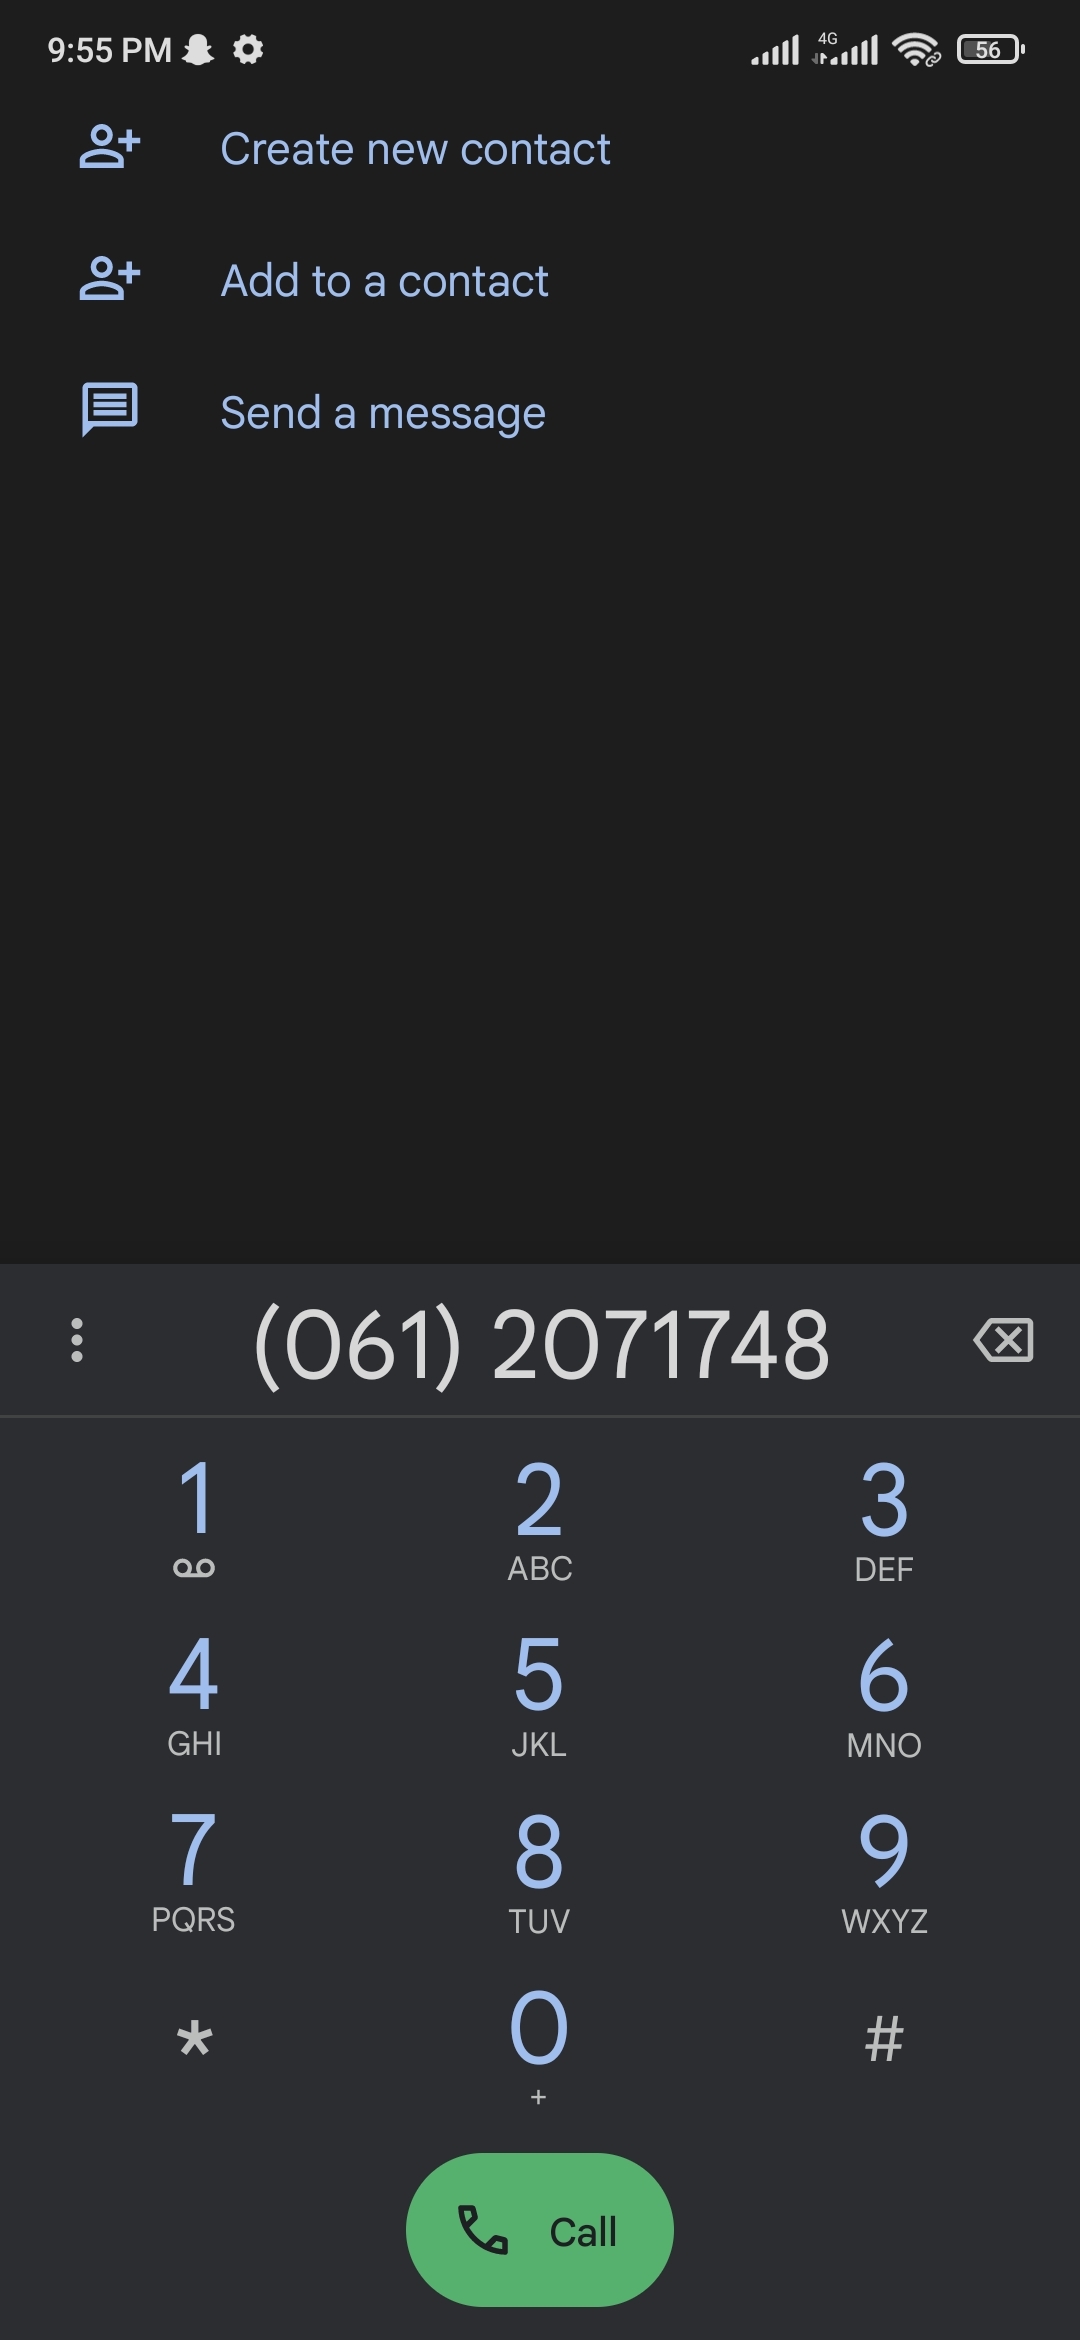 9:55 PM 4G 56
Create new contact
Add to a contact
Send a message
(061) 2071748
1 2 3
ABC DEF
4 5 6
GHI JKL MNO
7 8 9
PQRS TUV WXYZ
* 0 #
+
Call